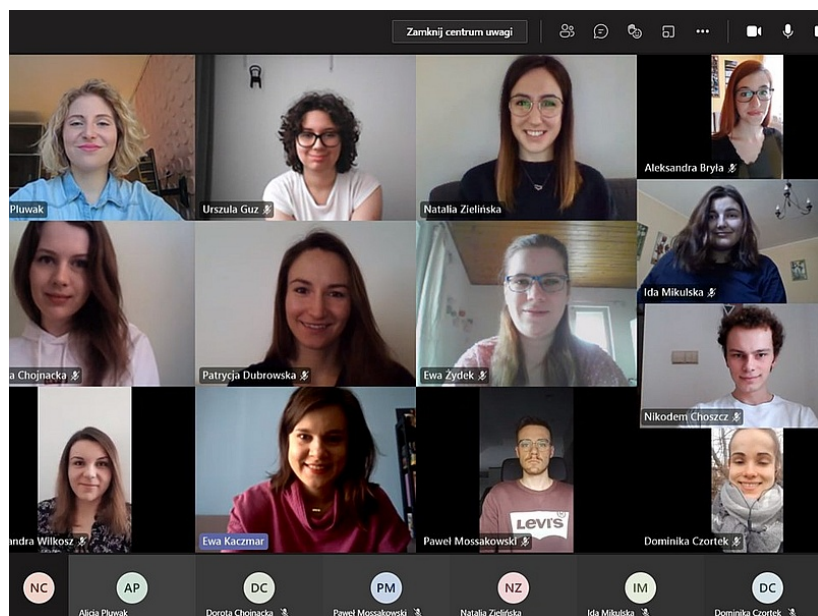 Zamknij centrum uwagi
Pluwak
Urszula Guz
Natalia Zielińska
Aleksandra Bryła
Ida Mikulska
a Chojnacka
Patrycja Dubrowska
Ewa Żydek
Nikodem Choszcz
andra Wilkosz
Ewa Kaczmar
LEVI'S
Paweł Mossakowski
Dominika Czortek
NC
AP
DC
PM
NZ
IM
DC
Alicja Pluwak
Dorota Chojnacka
Paweł Mossakowski
Natalia Zielińska
Ida Mikulska
Dominika Czortek